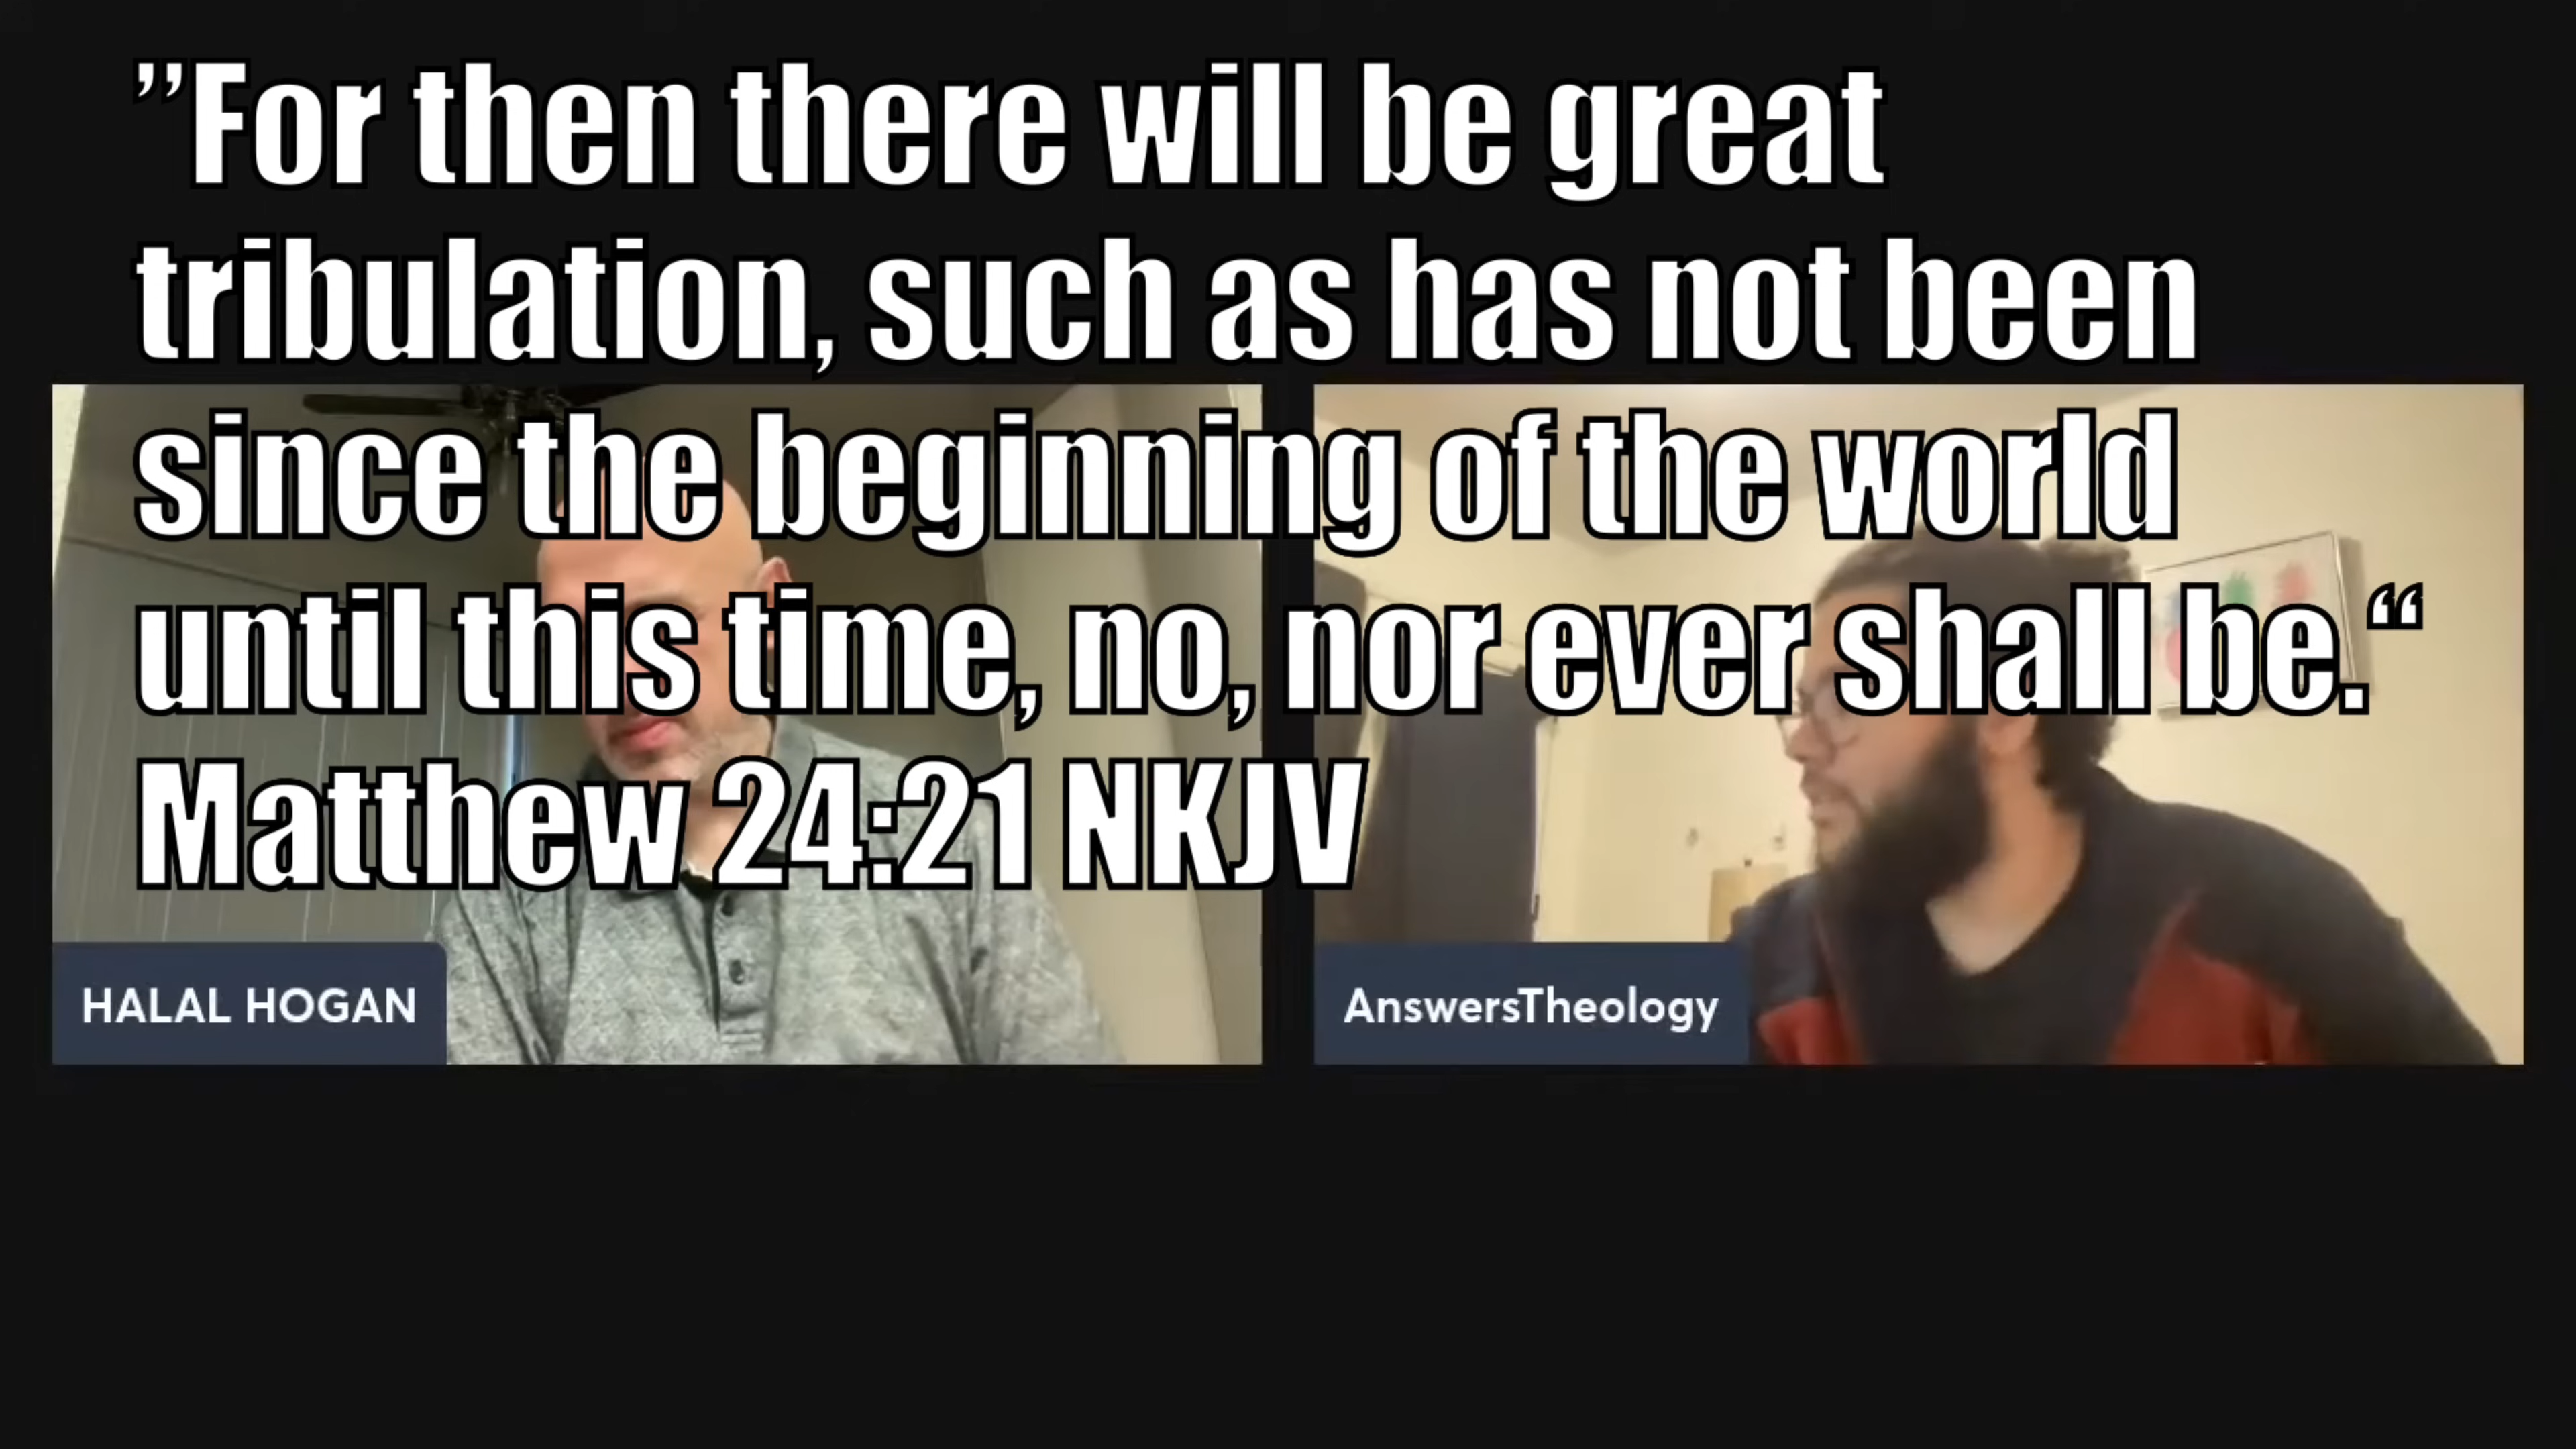 ”For then there will be great
tribulation, such as has not been
since the beginning of the world
until this time, no, nor ever shall be.“
Matthew 24:21 NKJV
HALAL HOGAN
AnswersTheology